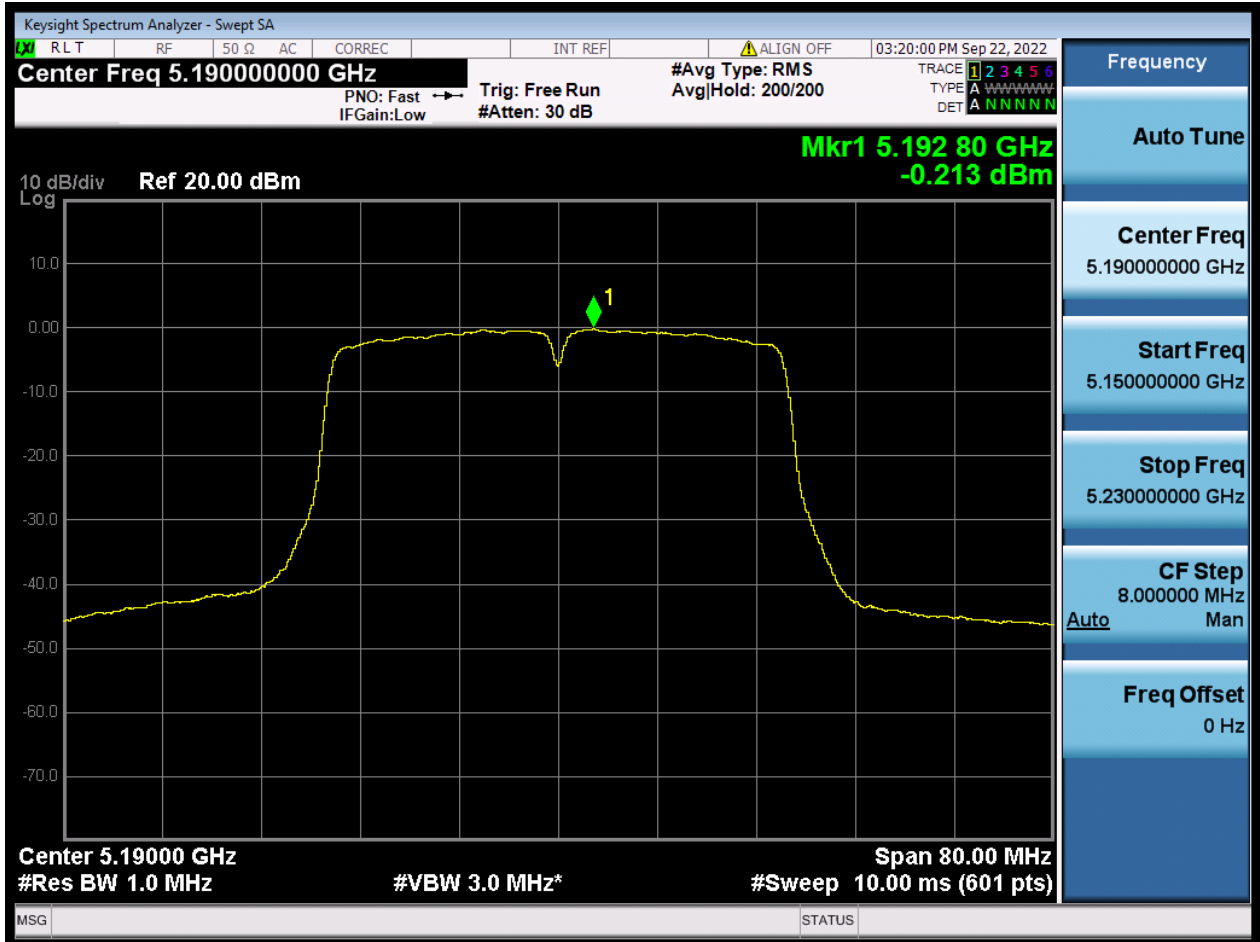 Keysight Spectrum Analyzer - Swept SA
LXI RLT RF 50 Ω AC CORREC INT REF ALIGN OFF 03:20:00 PM Sep 22, 2022
Center Freq 5.190000000 GHz
PNO: Fast
IFGain:Low
Trig: Free Run
#Atten: 30 dB
#Avg Type: RMS
Avg|Hold: 200/200
TRACE 1 2 3 4 5 6
TYPE A WWWWW
DET A N N N N N
Mkr1 5.192 80 GHz
-0.213 dBm
10 dB/div Ref 20.00 dBm
Log
10.0
0.00
-10.0
-20.0
-30.0
-40.0
-50.0
-60.0
-70.0
1
Center 5.19000 GHz Span 80.00 MHz
#Res BW 1.0 MHz #VBW 3.0 MHz* #Sweep 10.00 ms (601 pts)
MSG STATUS
Frequency
Auto Tune
Center Freq
5.190000000 GHz
Start Freq
5.150000000 GHz
Stop Freq
5.230000000 GHz
CF Step
8.000000 MHz
Auto Man
Freq Offset
0 Hz